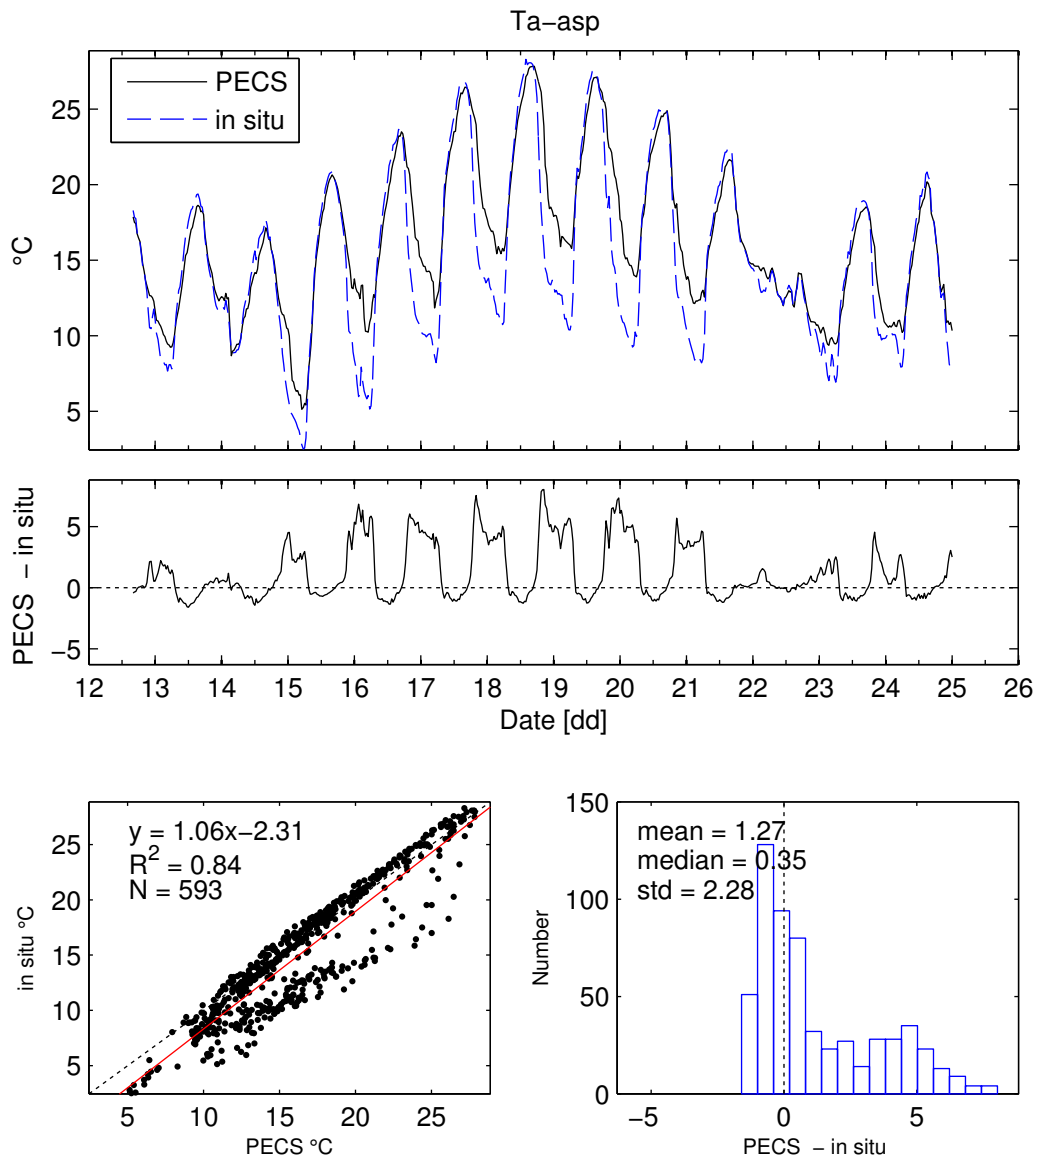 Ta−asp
PECS
in situ
25
20
15
10
5
°C
5
0
−5
PECS − in situ
12 13 14 15 16 17 18 19 20 21 22 23 24 25 26
Date [dd]
y = 1.06x−2.31
R² = 0.84
N = 593
25
20
15
10
5
in situ °C
5 10 15 20 25
PECS °C
mean = 1.27
median = 0.35
std = 2.28
150
100
50
0
Number
−5 0 5
PECS − in situ